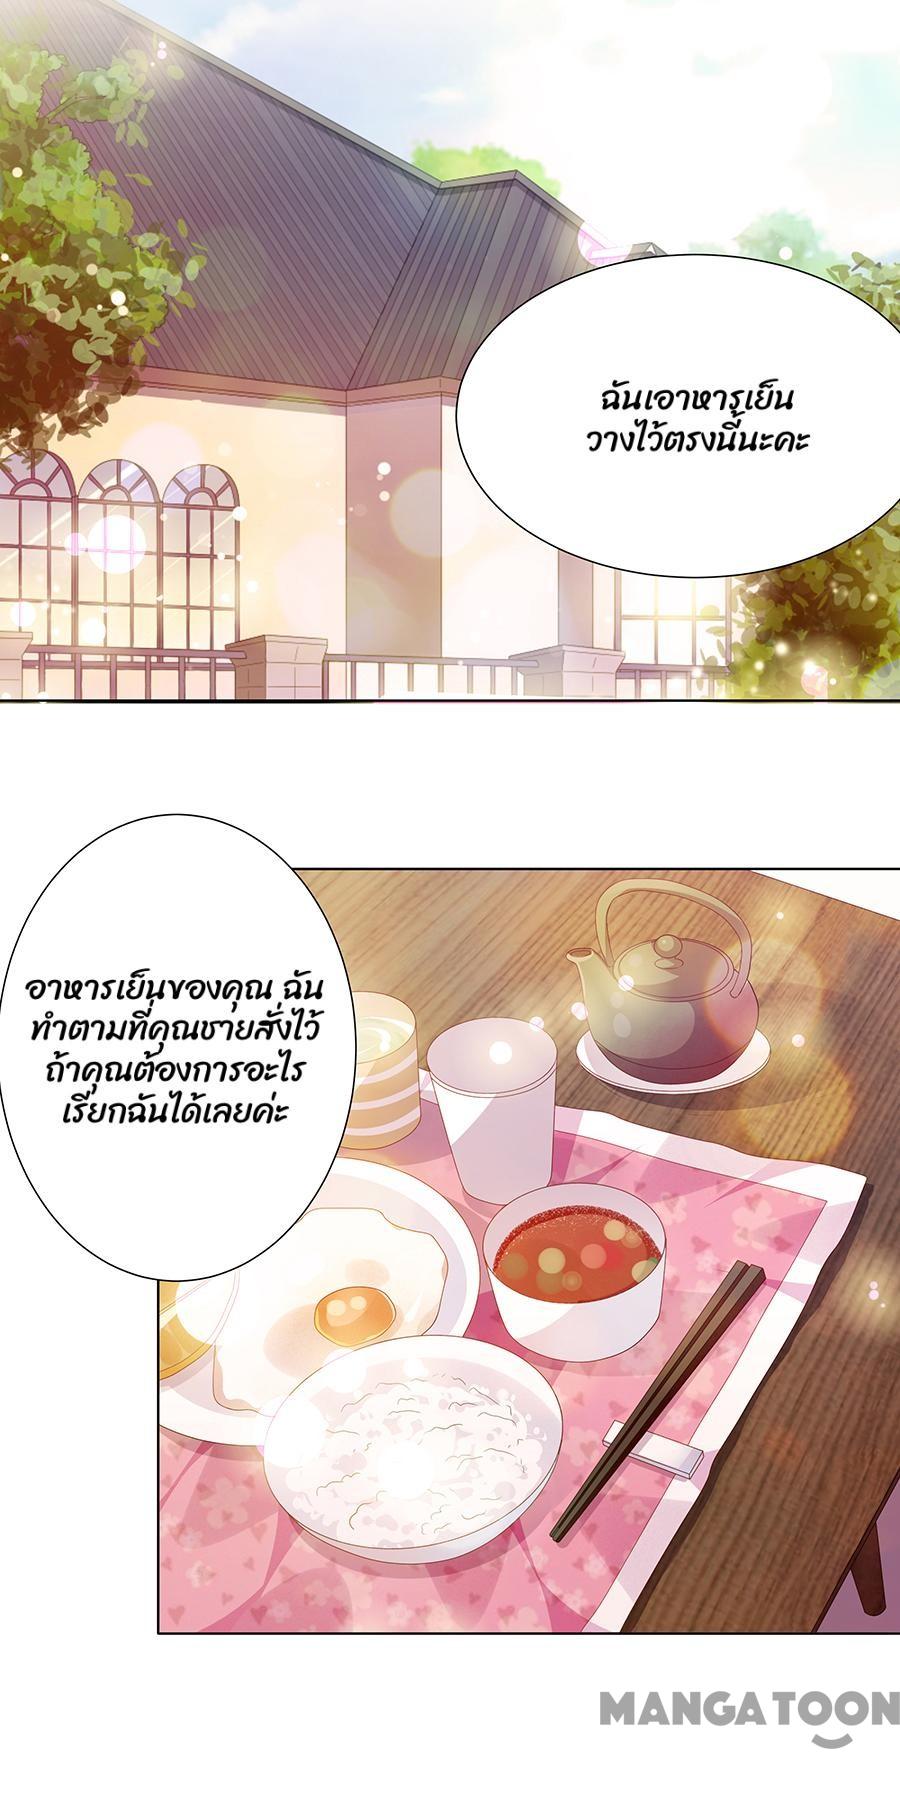 ฉันเอาหารเย็น
วางไว้ตรงนี้นะคะ
อาหารเย็นของคุณ ฉัน
ทำตามที่คุณชายสั่งไว้
ถ้าคุณต้องการอะไร
เรียกฉันได้เลยค่ะ
MANGATOON